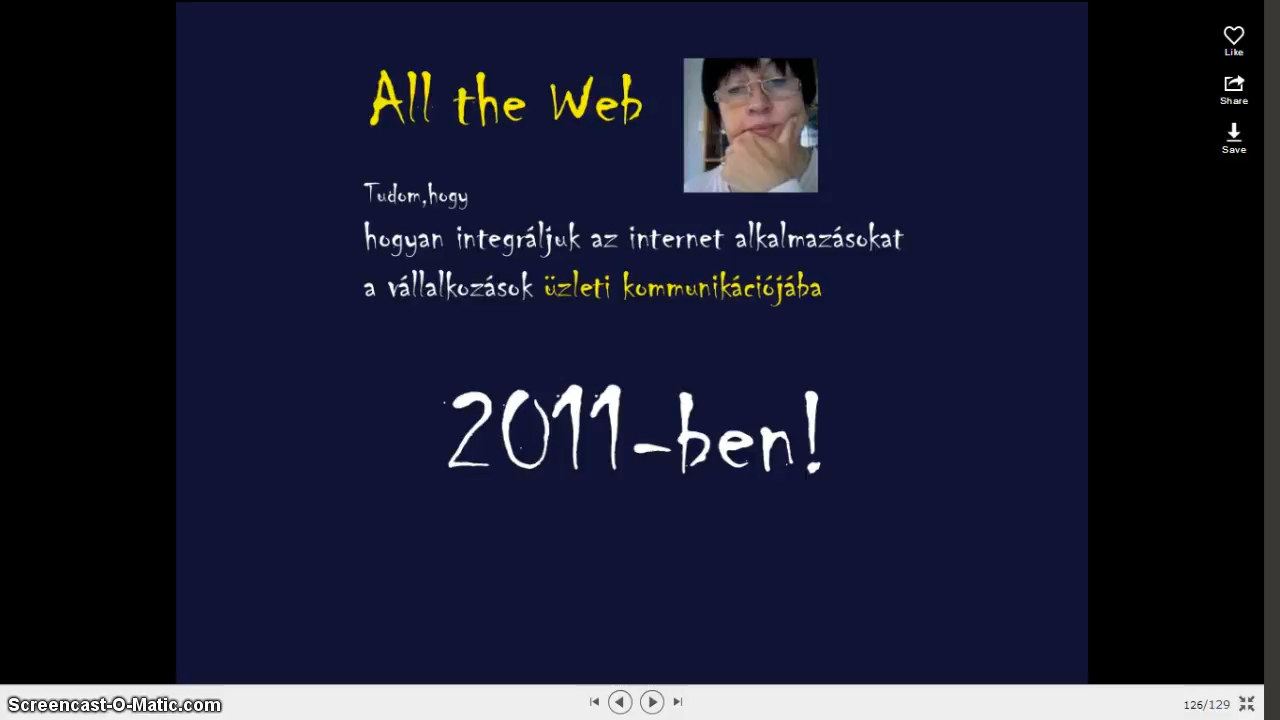 All the Web
Like
Share
Save
Tudom,hogy
hogyan integráljuk az internet alkalmazásokat
a vállalkozások üzleti kommunikációjába
2011-ben!
Screencast-O-Matic.com
126/129